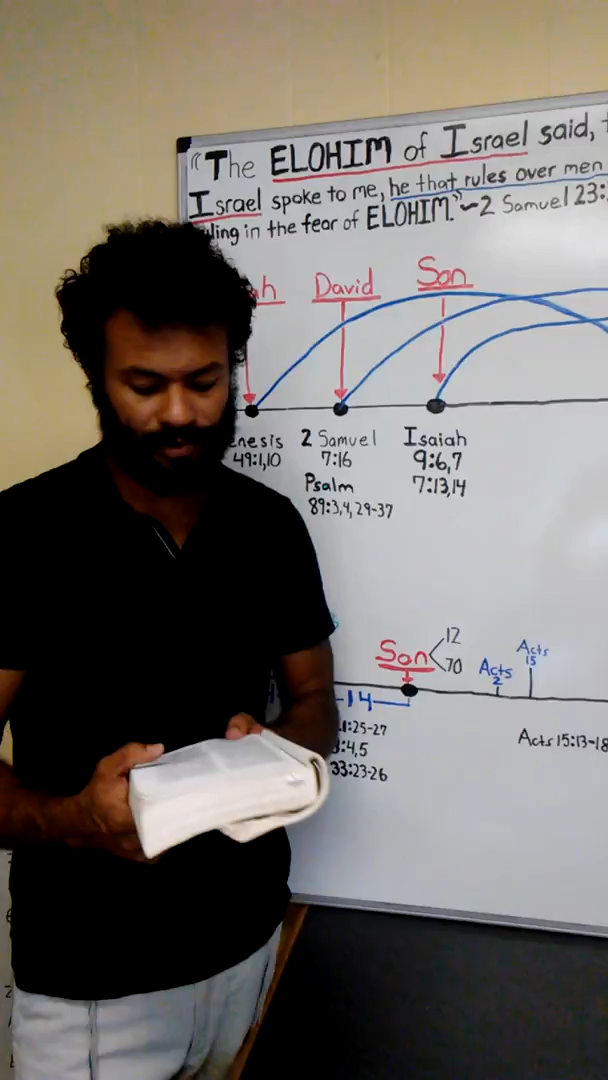 "The ELOHIM of Israel said,
Israel spoke to me, he that rules over men
ling in the fear of ELOHIM." ~2 Samuel 23:
ah David Son
enesis 2 Samuel Isaiah
49:1,10 7:16 9:6,7
Psalm 7:13,14
89:3,4,29-37
Son 12
70
Acts 2
Acts 15
-14
1:25-27
3:4,5
33:23-26
Acts 15:13-18